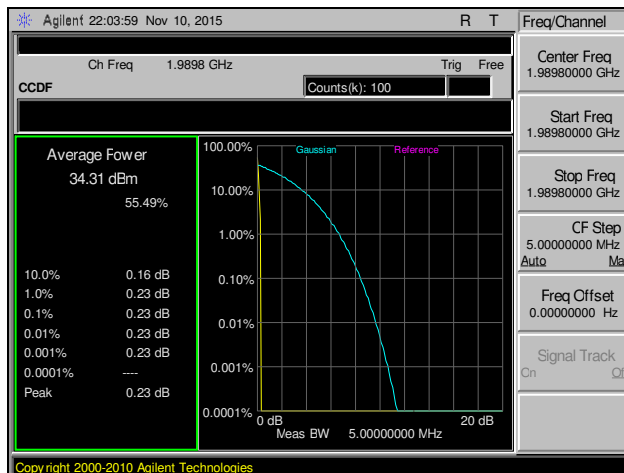 Agilent 22:03:59 Nov 10, 2015 R T
Freq/Channel
Ch Freq 1.9898 GHz Trig Free
CCDF Counts(k): 100
Average Fower
34.31 dBm
55.49%
10.0% 0.16 dB
1.0% 0.23 dB
0.1% 0.23 dB
0.01% 0.23 dB
0.001% 0.23 dB
0.0001% ----
Peak 0.23 dB
Gaussian Reference
100.00%
10.00%
1.00%
0.10%
0.01%
0.001%
0.0001%
0 dB 20 dB
Meas BW 5.00000000 MHz
Center Freq
1.98980000 GHz
Start Freq
1.98980000 GHz
Stop Freq
1.98980000 GHz
CF Step
5.00000000 MHz
Auto Ma
Freq Offset
0.00000000 Hz
Signal Track
Cn Of
Copyright 2000-2010 Agilent Technologies